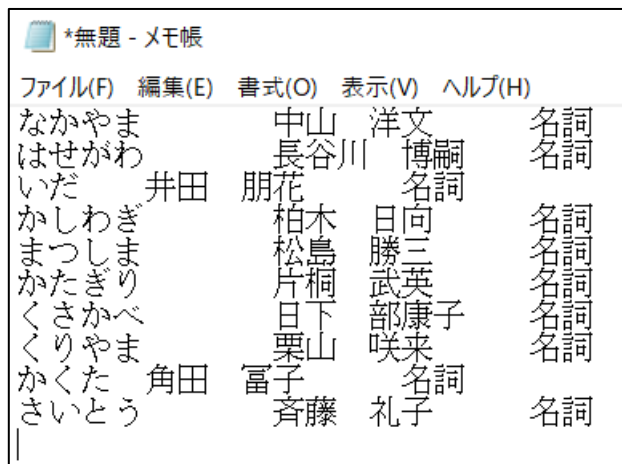 *無題 - メモ帳
ファイル(F) 編集(E) 書式(O) 表示(V) ヘルプ(H)
なかやま 中山 洋文 名詞
はせがわ 長谷川 博嗣 名詞
いだ 井田 朋花 名詞
かしわぎ 柏木 日向 名詞
まつしま 松島 勝三 名詞
かたぎり 片桐 武英 名詞
くさかべ 日下 部康子 名詞
くりやま 栗山 咲来 名詞
かくた 角田 冨子 名詞
さいとう 斉藤 礼子 名詞